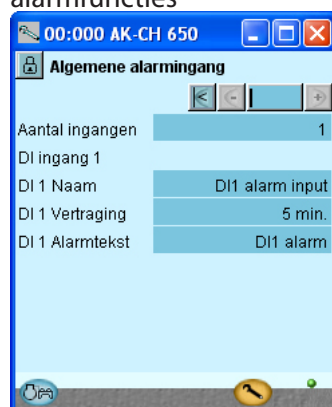 alarmfuncties
00:000 AK-CH 650
Algemene alarmingang
Aantal ingangen 1
DI ingang 1
DI 1 Naam DI1 alarm input
DI 1 Vertraging 5 min.
DI 1 Alarmtekst DI1 alarm